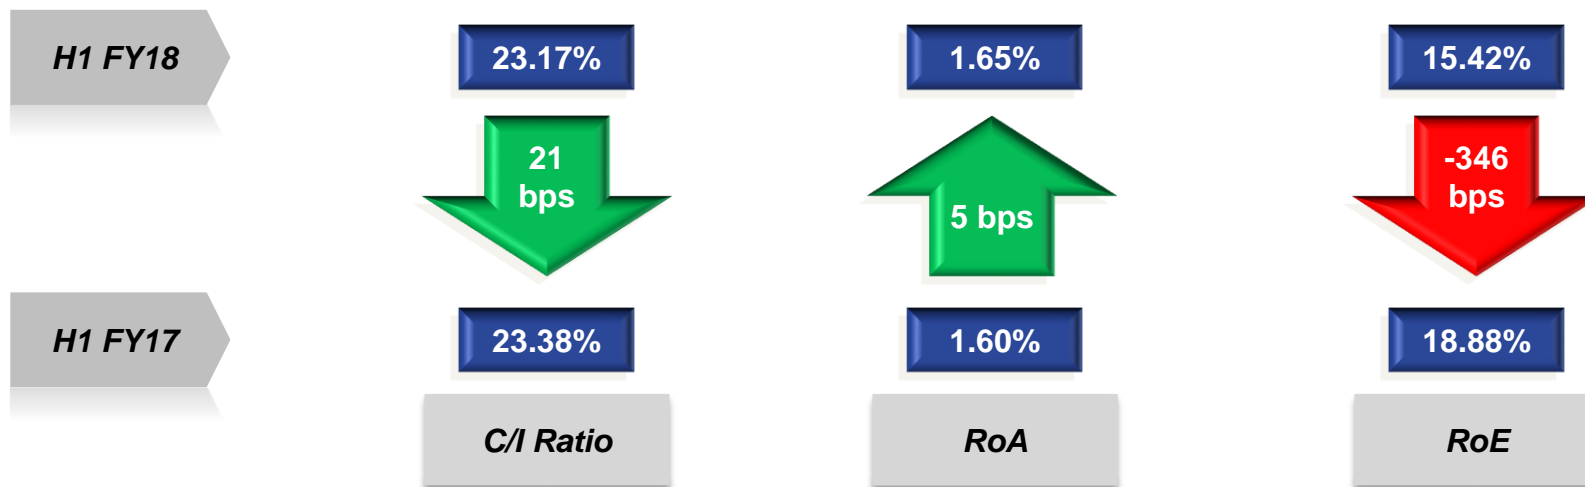 H1 FY18
23.17%
1.65%
15.42%
21
bps
5 bps
-346
bps
H1 FY17
23.38%
1.60%
18.88%
C/I Ratio
RoA
RoE